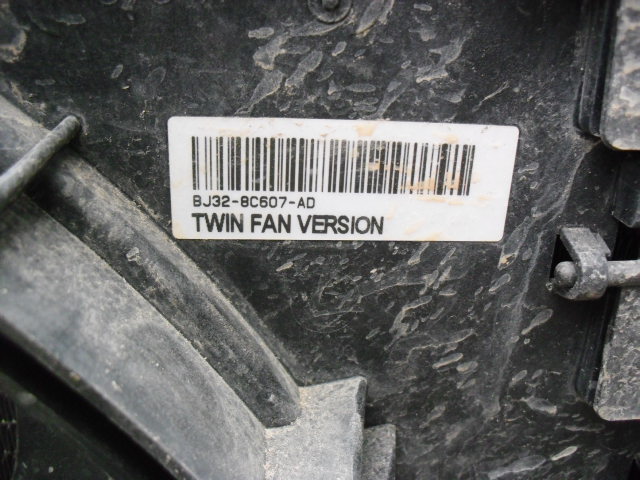 BJ32-8C607-AD
TWIN FAN VERSION